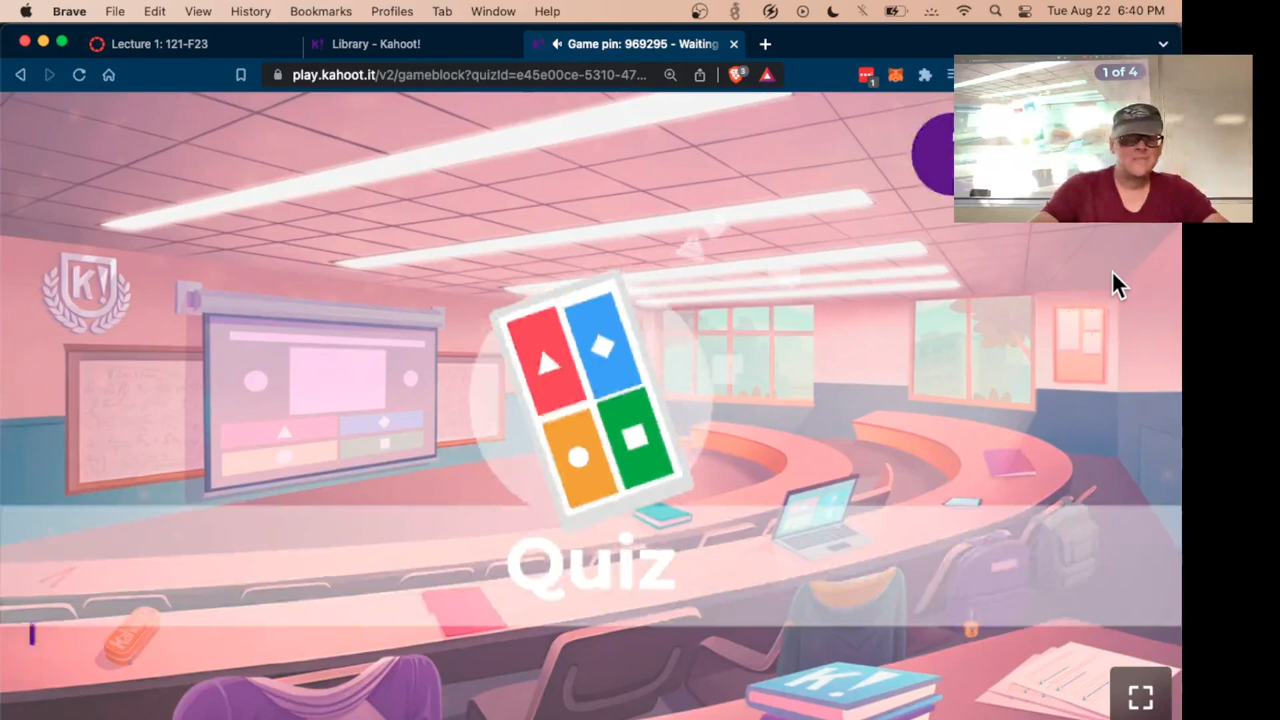 Brave File Edit View History Bookmarks Profiles Tab Window Help Tue Aug 22 6:40 PM
Lecture 1: 121-F23 K! Library - Kahoot! Game pin: 969295 - Waiting
play.kahoot.it/v2/gameblock?quizId=e45e00ce-5310-47... 3 1
1 of 4
K!
Quiz
K!